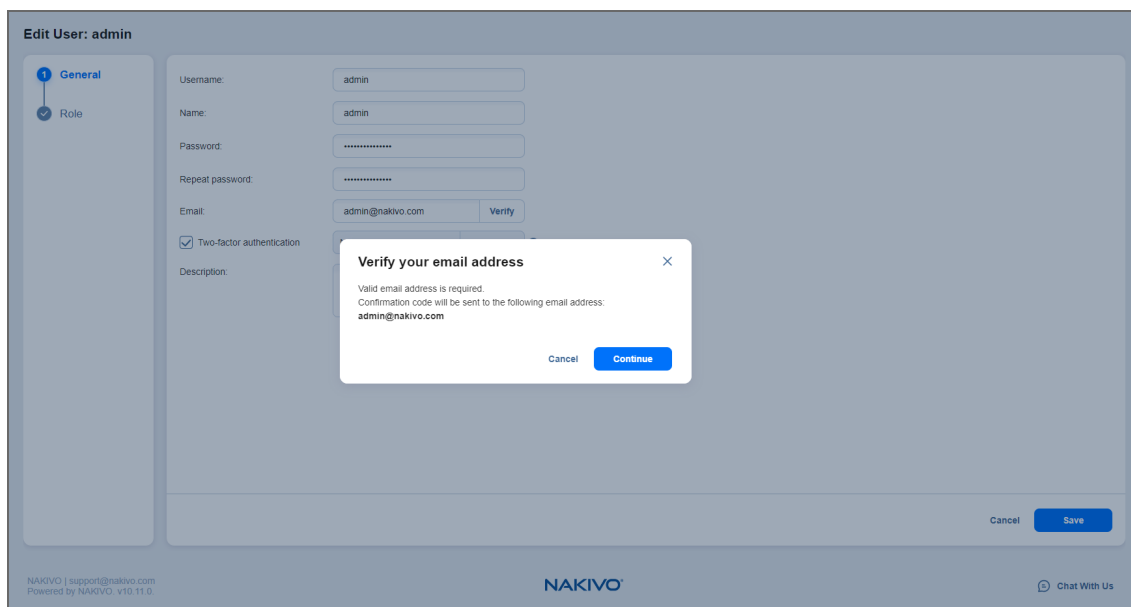 Edit User: admin
1 General
Role
Username: admin
Name: admin
Password: •••••••••••••••
Repeat password: •••••••••••••••
Email: admin@nakivo.com Verify
Two-factor authentication
Description:
Verify your email address
Valid email address is required.
Confirmation code will be sent to the following email address:
admin@nakivo.com
Cancel Continue
Cancel Save
NAKIVO | support@nakivo.com
Powered by NAKIVO. v10.11.0.
NAKIVO
Chat With Us